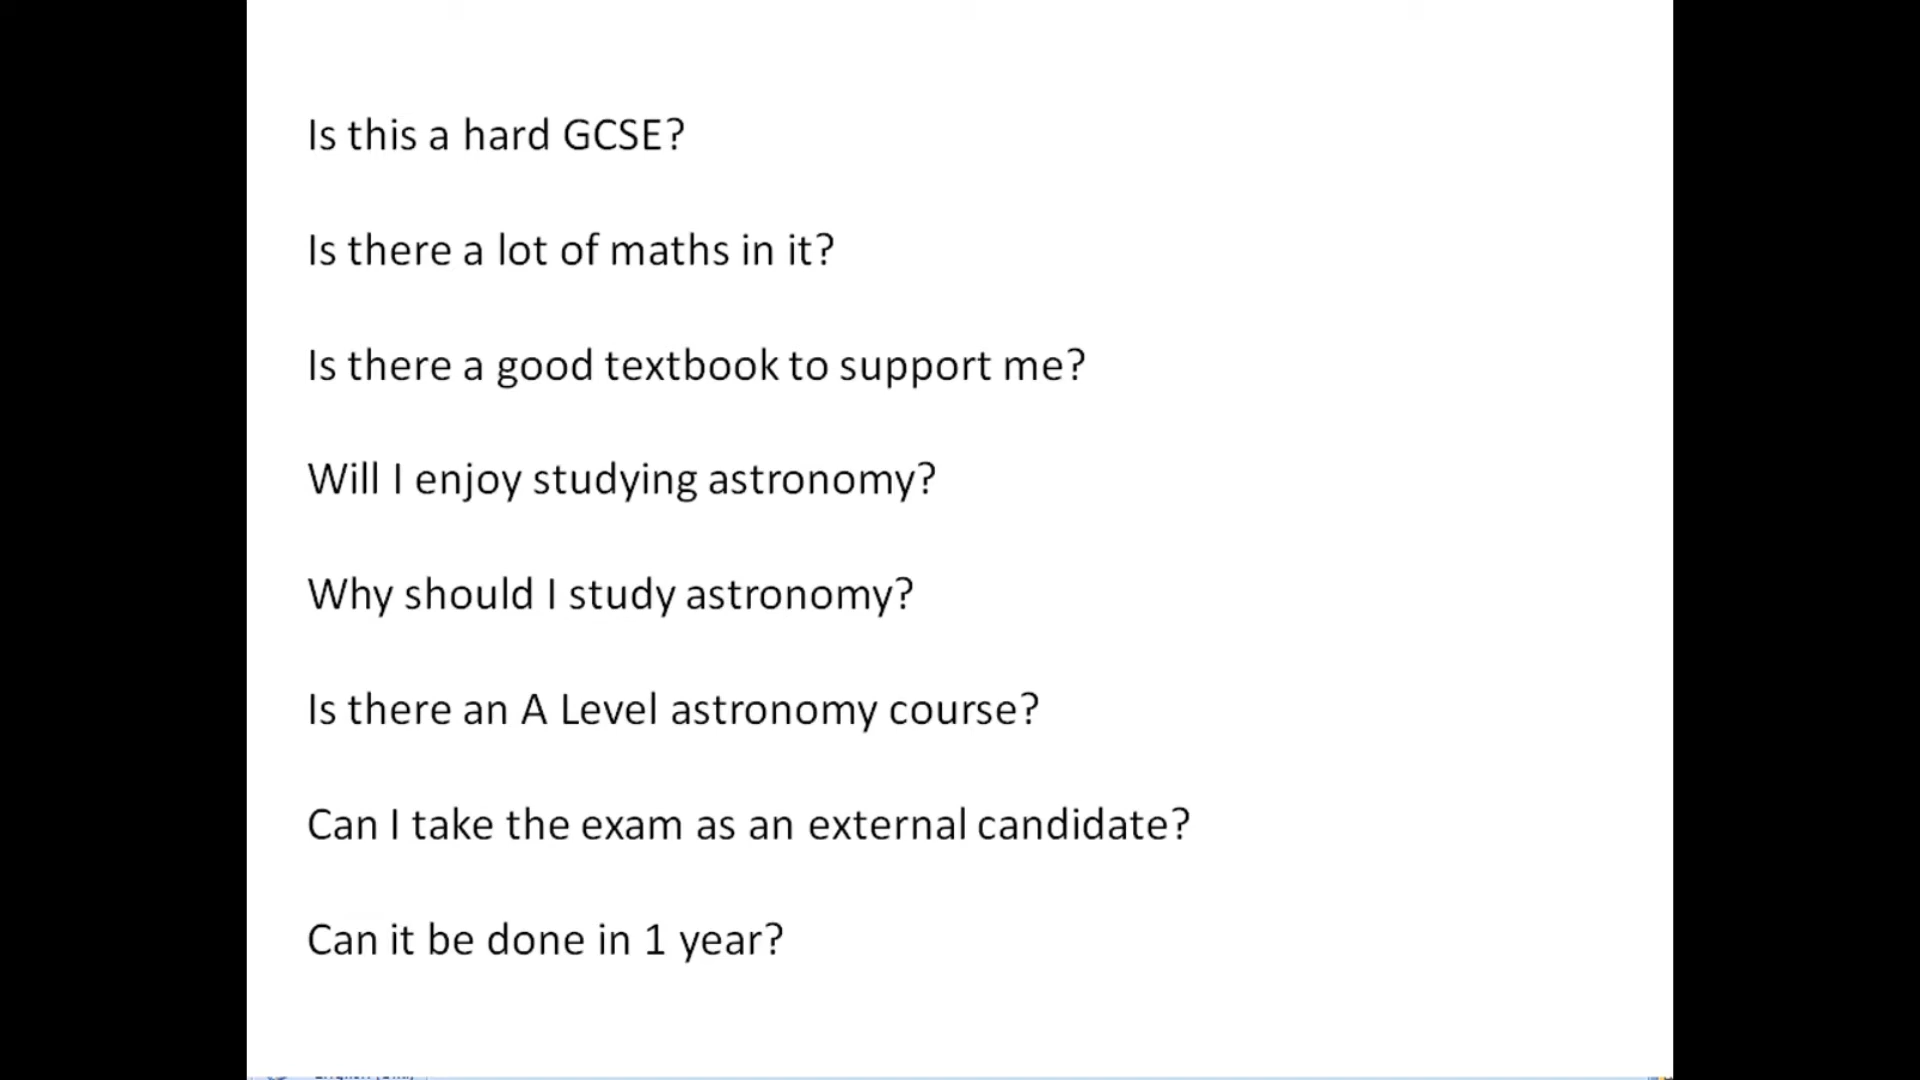 Is this a hard GCSE?
Is there a lot of maths in it?
Is there a good textbook to support me?
Will I enjoy studying astronomy?
Why should I study astronomy?
Is there an A Level astronomy course?
Can I take the exam as an external candidate?
Can it be done in 1 year?